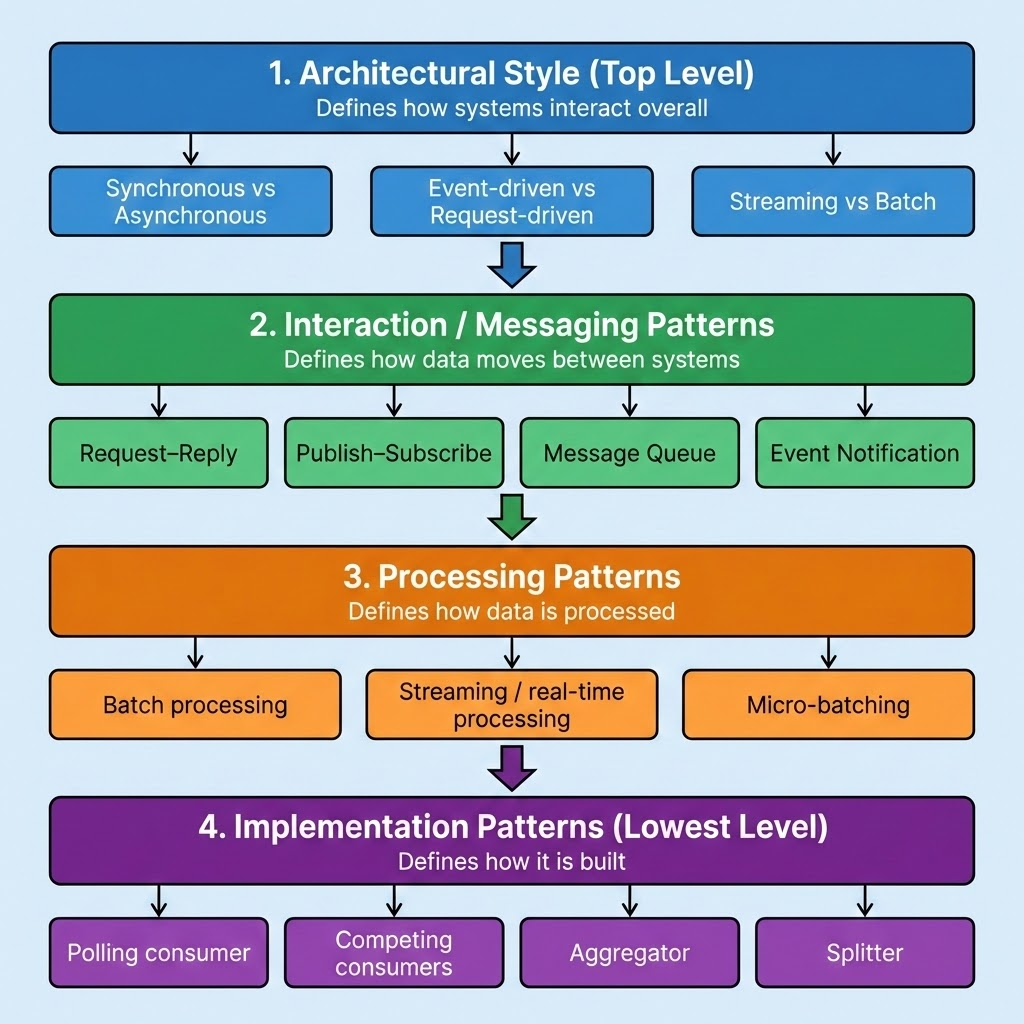 1. Architectural Style (Top Level)
Defines how systems interact overall
Synchronous vs
Asynchronous
Event-driven vs
Request-driven
Streaming vs Batch
2. Interaction / Messaging Patterns
Defines how data moves between systems
Request–Reply
Publish–Subscribe
Message Queue
Event Notification
3. Processing Patterns
Defines how data is processed
Batch processing
Streaming / real-time
processing
Micro-batching
4. Implementation Patterns (Lowest Level)
Defines how it is built
Polling consumer
Competing
consumers
Aggregator
Splitter